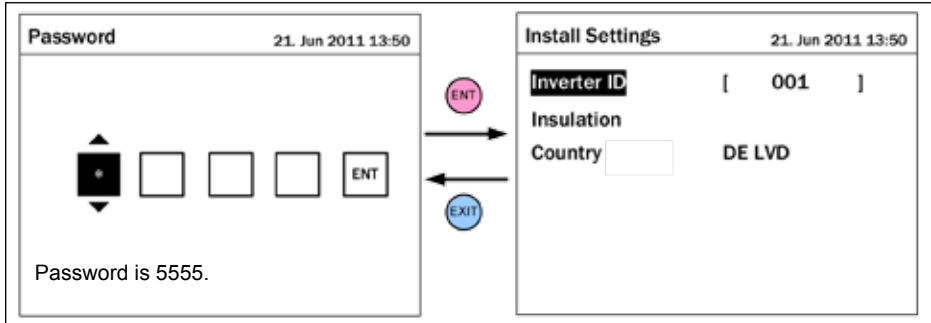 Password 21. Jun 2011 13:50
* ENT
Password is 5555.
ENT
EXIT
Install Settings 21. Jun 2011 13:50
Inverter ID [ 001 ]
Insulation
Country DE LVD